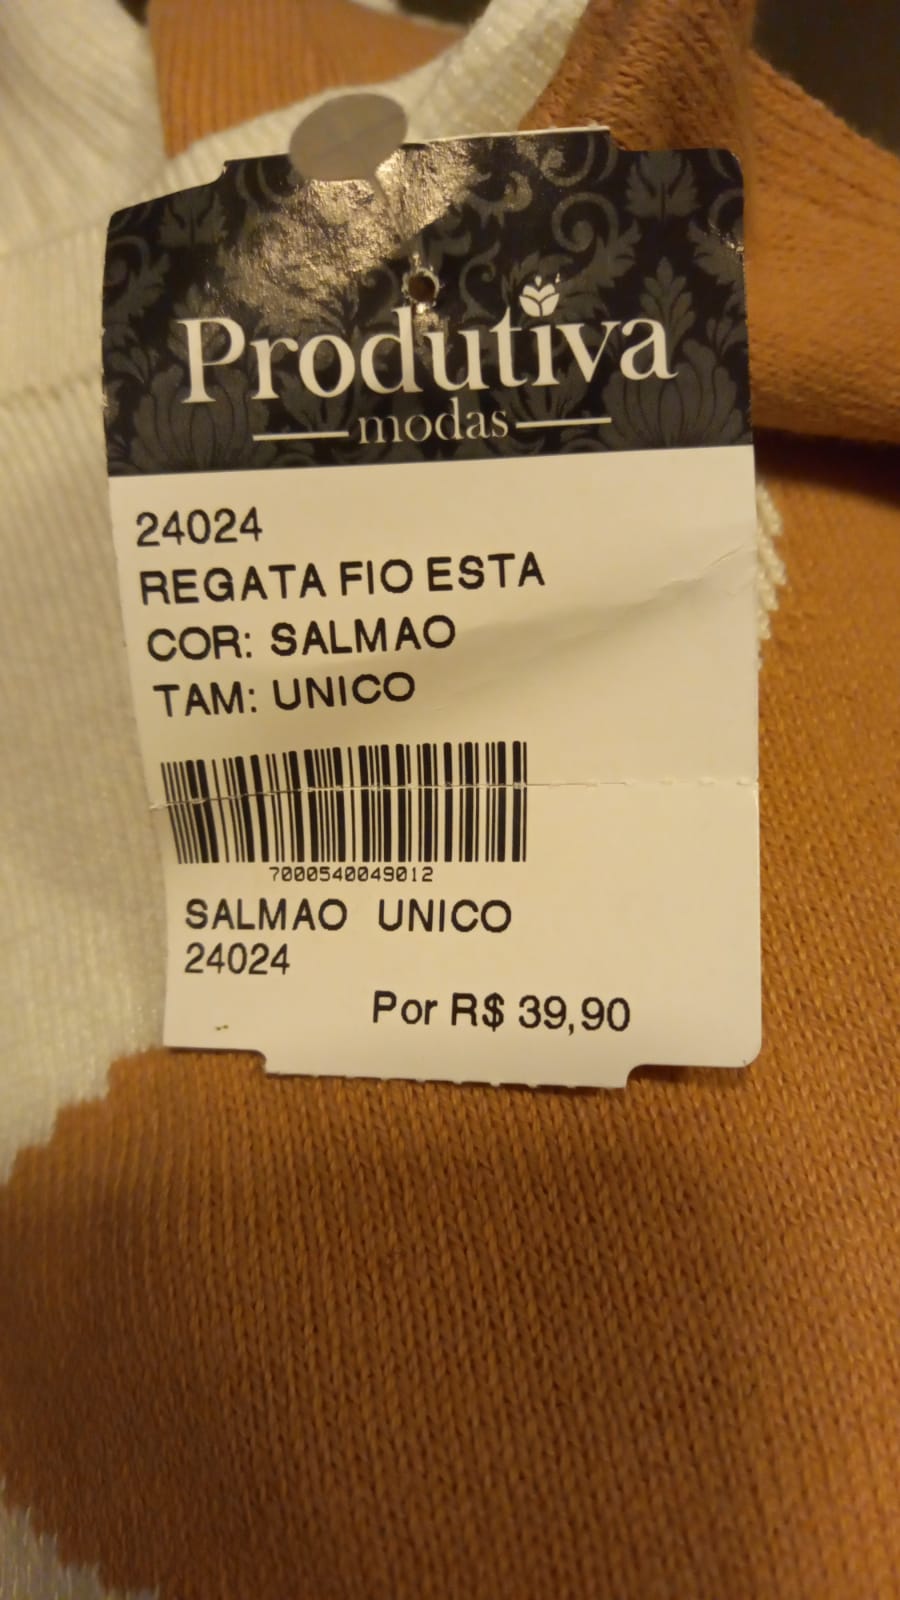 Produtiva
modas
24024
REGATA FIO ESTA
COR: SALMAO
TAM: UNICO
7000540049012
SALMAO UNICO
24024
Por R$ 39,90